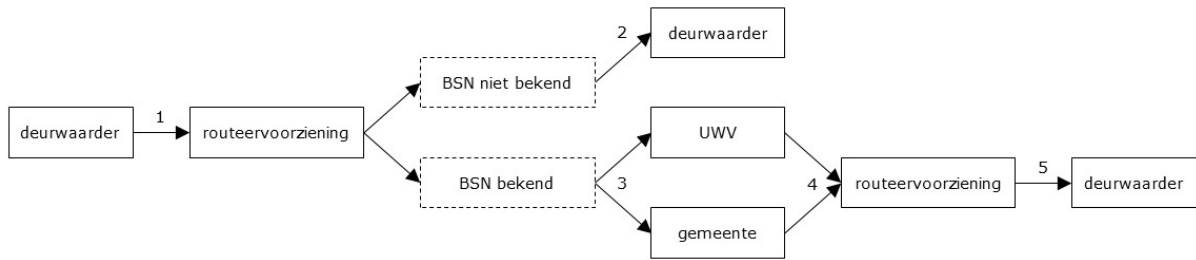 deurwaarder
1
routeervoorziening
BSN niet bekend
2
deurwaarder
BSN bekend
3
UWV
gemeente
4
routeervoorziening
5
deurwaarder